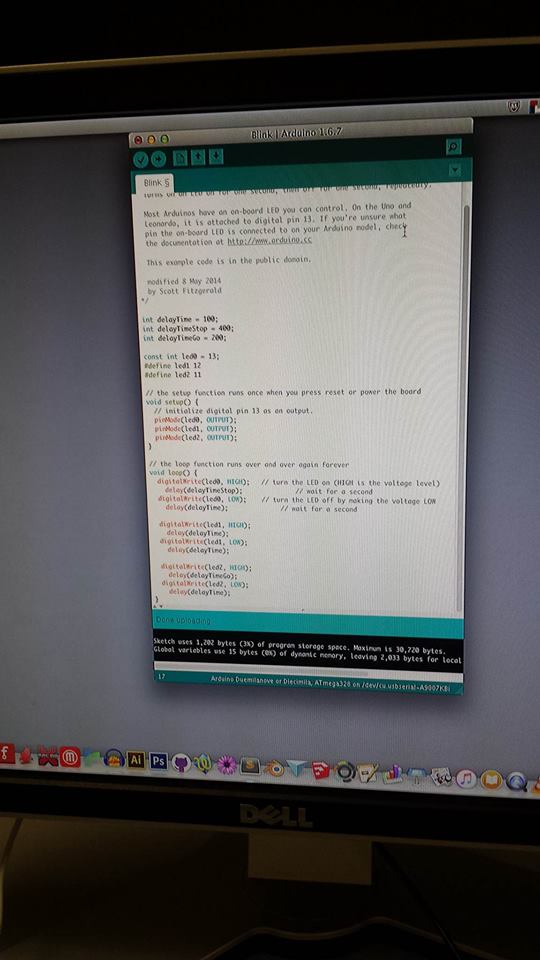 Blink | Arduino 1.6.7
Blink §
Turns on an LED on for one second, then off for one second, repeatedly.
Most Arduinos have an on-board LED you can control. On the Uno and
Leonardo, it is attached to digital pin 13. If you're unsure what
pin the on-board LED is connected to on your Arduino model, check
the documentation at http://www.arduino.cc
This example code is in the public domain.
modified 8 May 2014
by Scott Fitzgerald
*/
int delayTime = 100;
int delayTimeStop = 400;
int delayTimeGo = 200;
const int led0 = 13;
#define led1 12
#define led2 11
// the setup function runs once when you press reset or power the board
void setup() {
// initialize digital pin 13 as an output.
pinMode(led0, OUTPUT);
pinMode(led1, OUTPUT);
pinMode(led2, OUTPUT);
}
// the loop function runs over and over again forever
void loop() {
digitalWrite(led0, HIGH); // turn the LED on (HIGH is the voltage level)
delay(delayTimeStop); // wait for a second
digitalWrite(led0, LOW); // turn the LED off by making the voltage LOW
delay(delayTime); // wait for a second
digitalWrite(led1, HIGH);
delay(delayTime);
digitalWrite(led1, LOW);
delay(delayTime);
digitalWrite(led2, HIGH);
delay(delayTimeGo);
digitalWrite(led2, LOW);
delay(delayTime);
}
Done uploading.
Sketch uses 1,202 bytes (3%) of program storage space. Maximum is 30,720 bytes.
Global variables use 15 bytes (0%) of dynamic memory, leaving 2,033 bytes for local
17 Arduino Duemilanove or Diecimila, ATmega328 on /dev/cu.usbserial-A9007KBi
Ai Ps
DELL